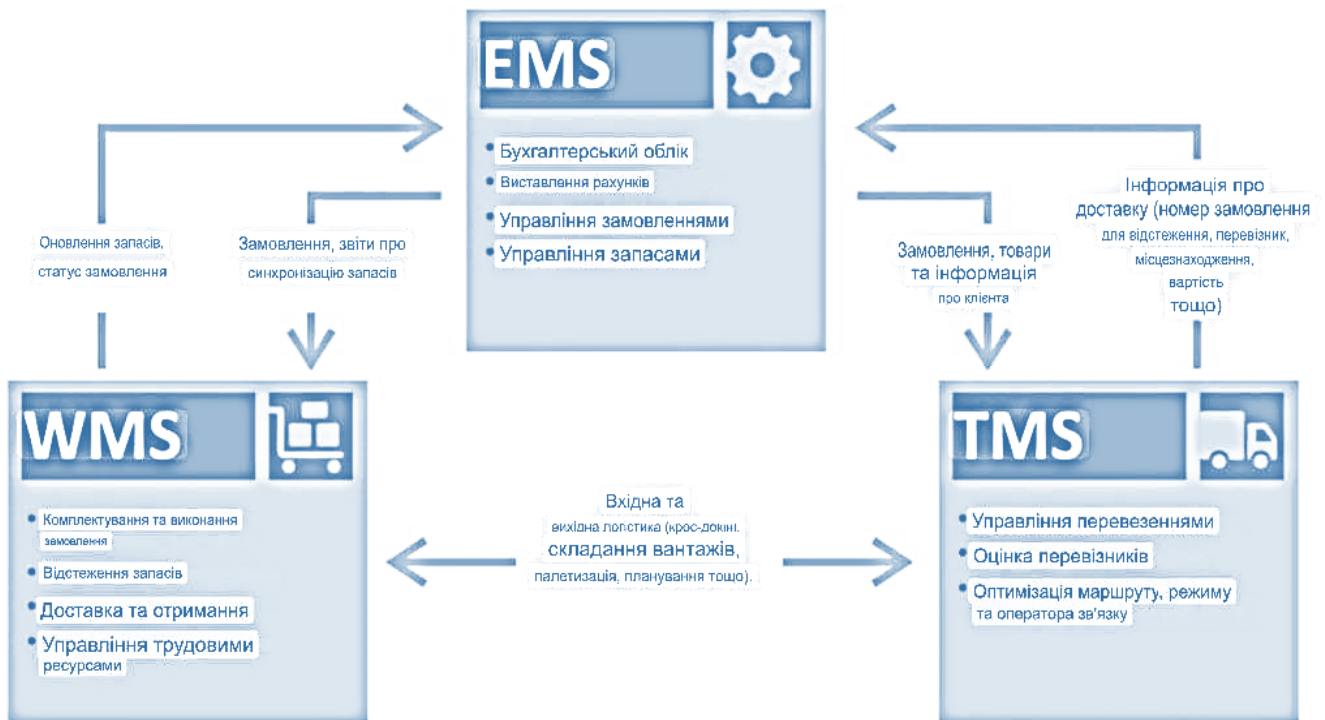 EMS
Бухгалтерський облік
Виставлення рахунків
Управління замовленнями
Управління запасами
Оновлення запасів,
статус замовлення
Замовлення, звіти про
синхронізацію запасів
Замовлення, товари
та інформація
про клієнта
Інформація про
доставку (номер замовлення
для відстеження, перевізник,
місцезнаходження,
вартість
тощо)
WMS
Комплектування та виконання
замовлення
Відстеження запасів
Доставка та отримання
Управління трудовими
ресурсами
Вхідна та
вихідна логістика (крос-докінг,
складання вантажів,
палетизація, планування тощо).
TMS
Управління перевезеннями
Оцінка перевізників
Оптимізація маршруту, режиму
та оператора зв'язку